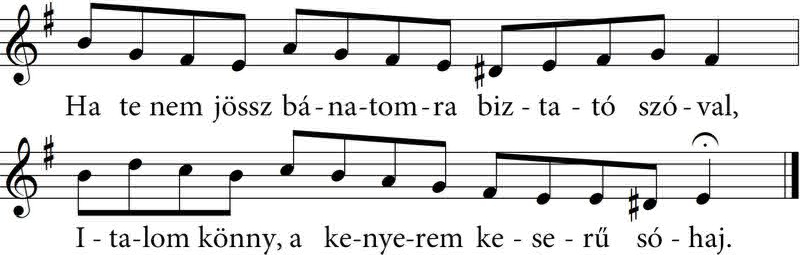 Ha te nem jössz bá-na-tom-ra biz-ta-tó szó-val,
I-ta-lom könny, a ke-nye-rem ke-se-rű só-haj.